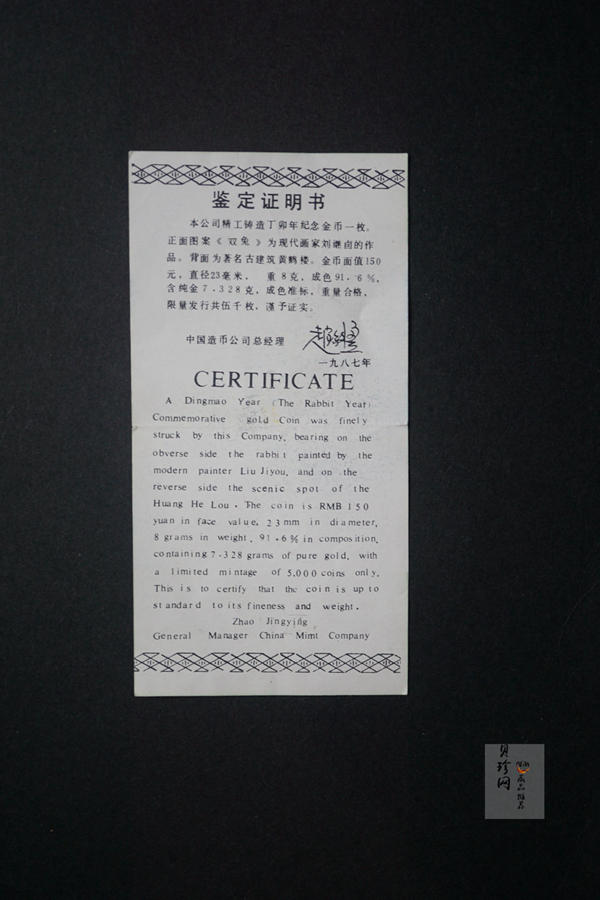 鉴定证明书
本公司精工铸造丁卯年纪念金币一枚。
正面图案《双兔》为现代画家刘继卣的作
品。背面为著名古建筑黄鹤楼。金币面值150
元，直径23毫米， 重8克，成色91.6%，
含纯金7.328克，成色准标，重量合格，
限量发行共伍千枚，谨予证实。
中国造币公司总经理
一九八七年
CERTIFICATE
A Dingmao Year (The Rabbit Year)
Commemorative gold Coin was finely
struck by this Company, bearing on the
obverse side the rabbit painted by the
modern painter Liu Jiyou, and on the
reverse side the scenic spot of the
Huang He Lou. The coin is RMB 150
yuan in face value, 23mm in diameter,
8 grams in weight, 91.6% in composition,
containing 7.328 grams of pure gold, with
a limited mintage of 5,000 coins only.
This is to certify that the coin is up to
standard to its fineness and weight.
Zhao Jingying
General Manager China Mimt Company
贝珍网
藏品推荐